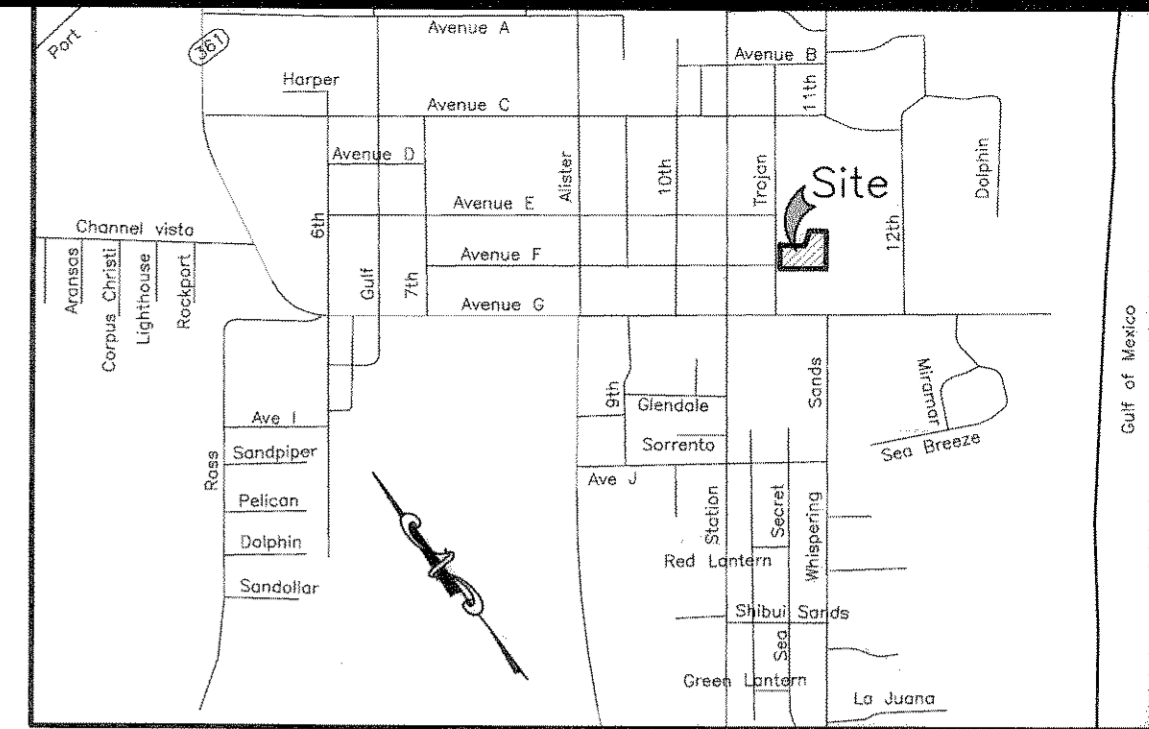 Port
361
Avenue A
Avenue B
Harper
11th
Avenue C
Avenue D
Alister
10th
Trojan
Site
Dolphin
Avenue E
6th
12th
Channel vista
Avenue F
Aransas
Corpus Christi
Lighthouse
Rockport
Gulf
7th
Avenue G
Gulf of Mexico
9th
Sands
Miramar
Glendale
Ave I
Sorrento
Sea Breeze
Ross
Sandpiper
Ave J
Pelican
Station
Secret
Whispering
Dolphin
Red Lantern
Sandollar
Shibui Sands
Sea
Green Lantern
La Juana